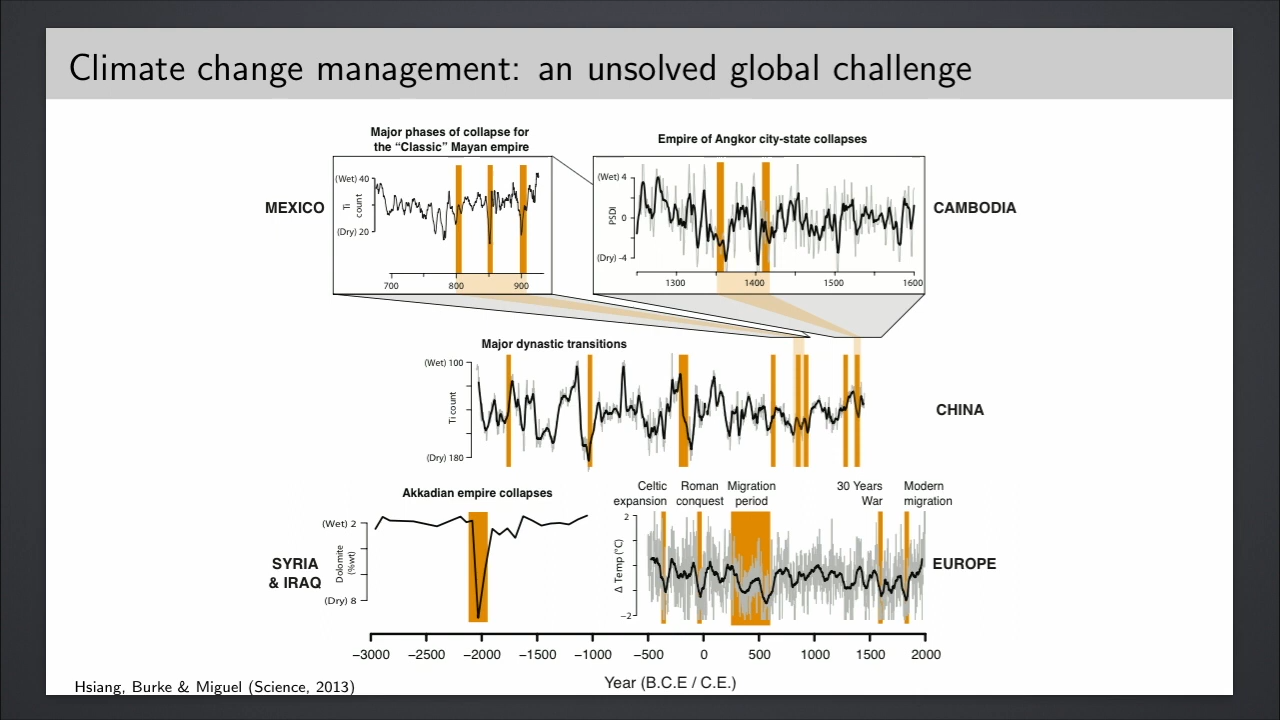 Climate change management: an unsolved global challenge
Major phases of collapse for
the “Classic” Mayan empire
Empire of Angkor city-state collapses
MEXICO
(Wet) 40
Ti
count
(Dry) 20
700 800 900
(Wet) 4
PSDI
0
(Dry) -4
1300 1400 1500 1600
CAMBODIA
Major dynastic transitions
(Wet) 100
Ti count
(Dry) 180
CHINA
Akkadian empire collapses
SYRIA
& IRAQ
(Wet) 2
Dolomite
(%wt)
(Dry) 8
Celtic
expansion
Roman
conquest
Migration
period
30 Years
War
Modern
migration
2
Δ Temp (°C)
−2
EUROPE
−3000 −2500 −2000 −1500 −1000 −500 0 500 1000 1500 2000
Year (B.C.E / C.E.)
Hsiang, Burke & Miguel (Science, 2013)